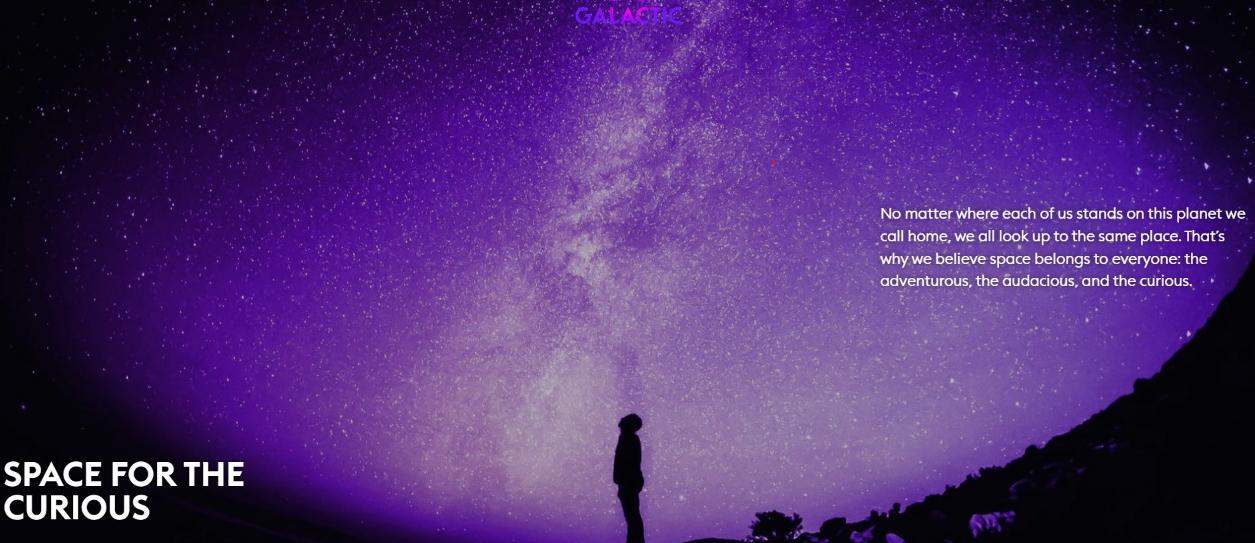 GALACTIC
No matter where each of us stands on this planet we
call home, we all look up to the same place. That's
why we believe space belongs to everyone: the
adventurous, the audacious, and the curious.
SPACE FOR THE
CURIOUS